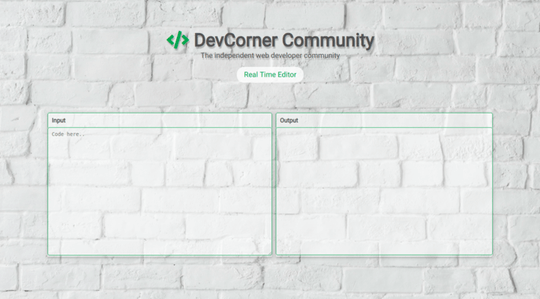 </> DevCorner Community
The independent web developer community
Real Time Editor
Input
Output
Code here..